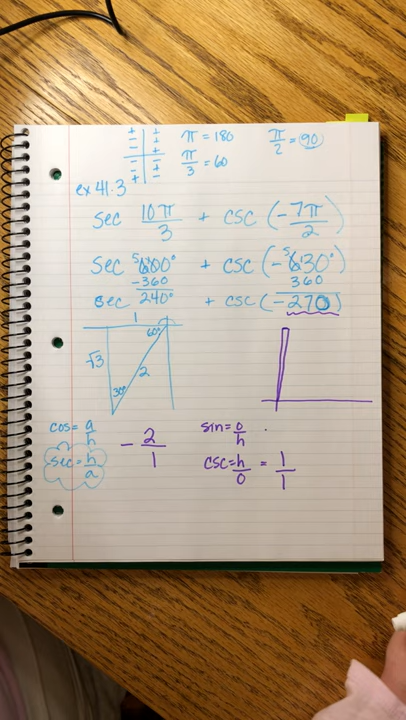 + | +
- | +
- | +
- | -
+ | -
- | +
π = 180
π/2 = 90
π/3 = 60
ex 41.3
sec 10π/3 + csc (-7π/2)
sec 600° + csc (-630°)
-360 360
sec 240° + csc (-270)
1
60°
√3
2
30°
cos = a/h
sec = h/a
- 2/1
sin = o/h
csc = h/o = 1/1